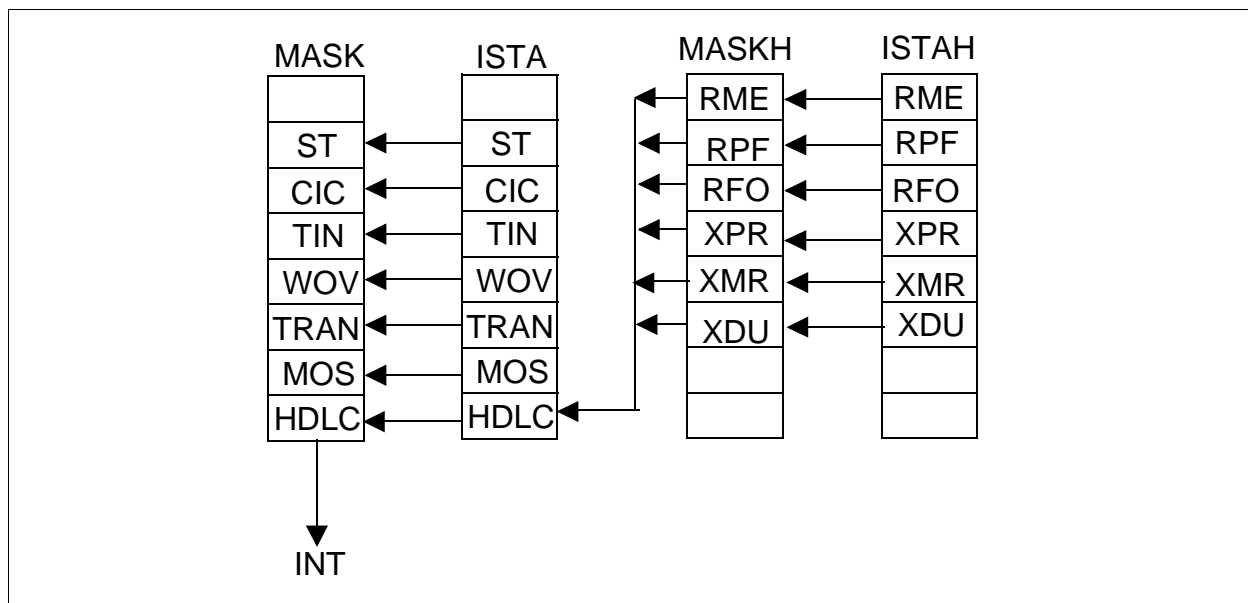 MASK ISTA MASKH ISTAH
RME RME
ST ST RPF RPF
CIC CIC RFO RFO
TIN TIN XPR XPR
WOV WOV XMR XMR
TRAN TRAN XDU XDU
MOS MOS
HDLC HDLC
INT